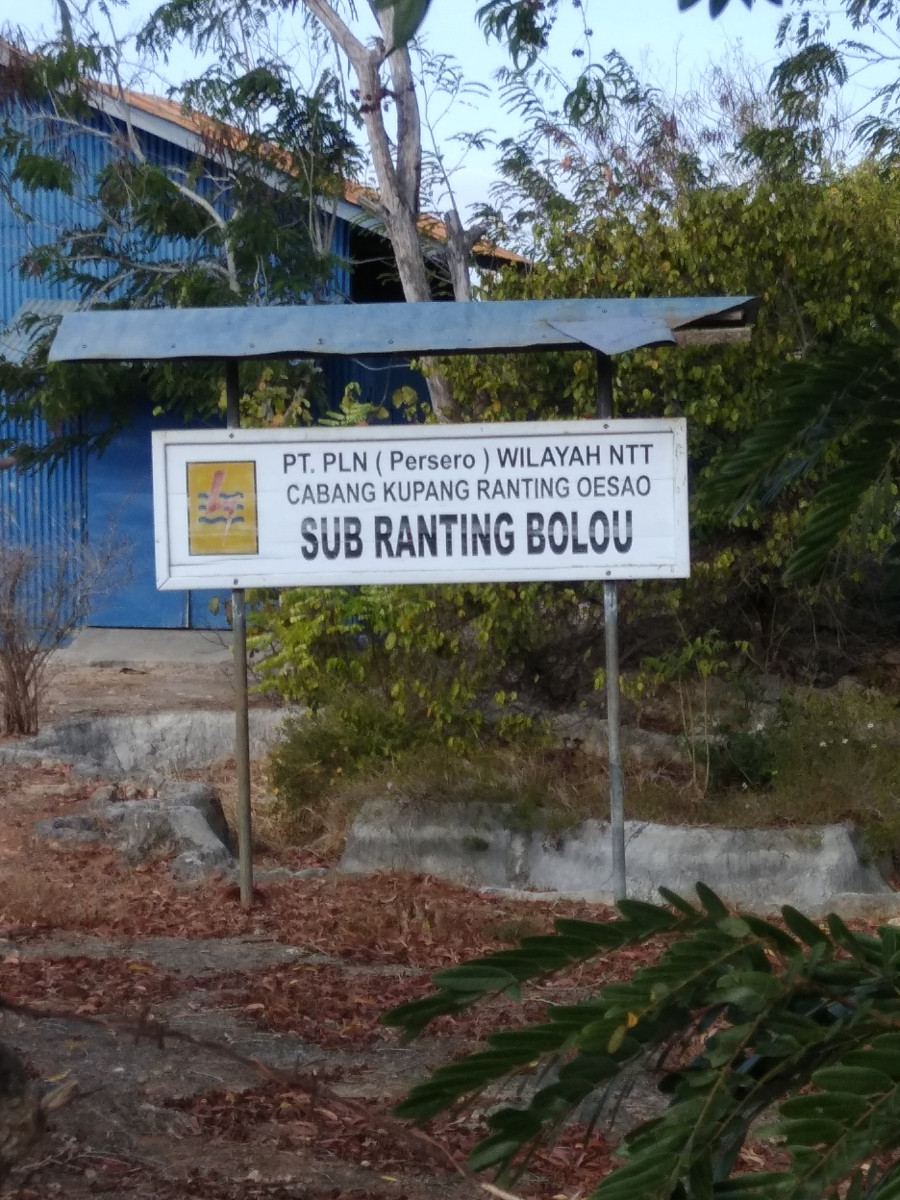 PT. PLN ( Persero ) WILAYAH NTT
CABANG KUPANG RANTING OESAO
SUB RANTING BOLOU